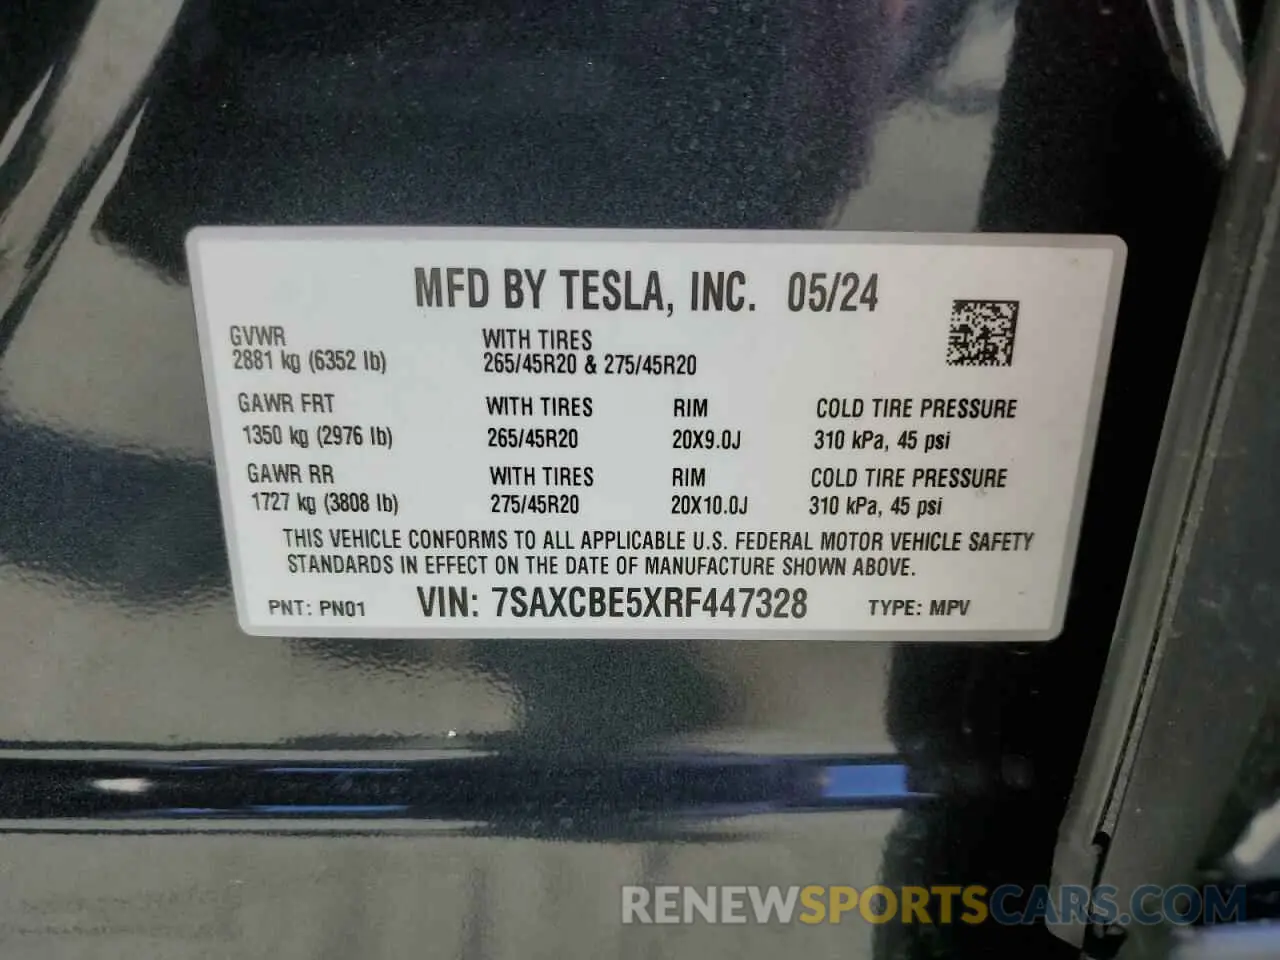 MFD BY TESLA, INC. 05/24
GVWR WITH TIRES
2881 kg (6352 lb) 265/45R20 & 275/45R20
GAWR FRT WITH TIRES RIM COLD TIRE PRESSURE
1350 kg (2976 lb) 265/45R20 20X9.0J 310 kPa, 45 psi
GAWR RR WITH TIRES RIM COLD TIRE PRESSURE
1727 kg (3808 lb) 275/45R20 20X10.0J 310 kPa, 45 psi
THIS VEHICLE CONFORMS TO ALL APPLICABLE U.S. FEDERAL MOTOR VEHICLE SAFETY
STANDARDS IN EFFECT ON THE DATE OF MANUFACTURE SHOWN ABOVE.
PNT: PN01 VIN: 7SAXCBE5XRF447328 TYPE: MPV
RENEWSPORTSCARS.COM